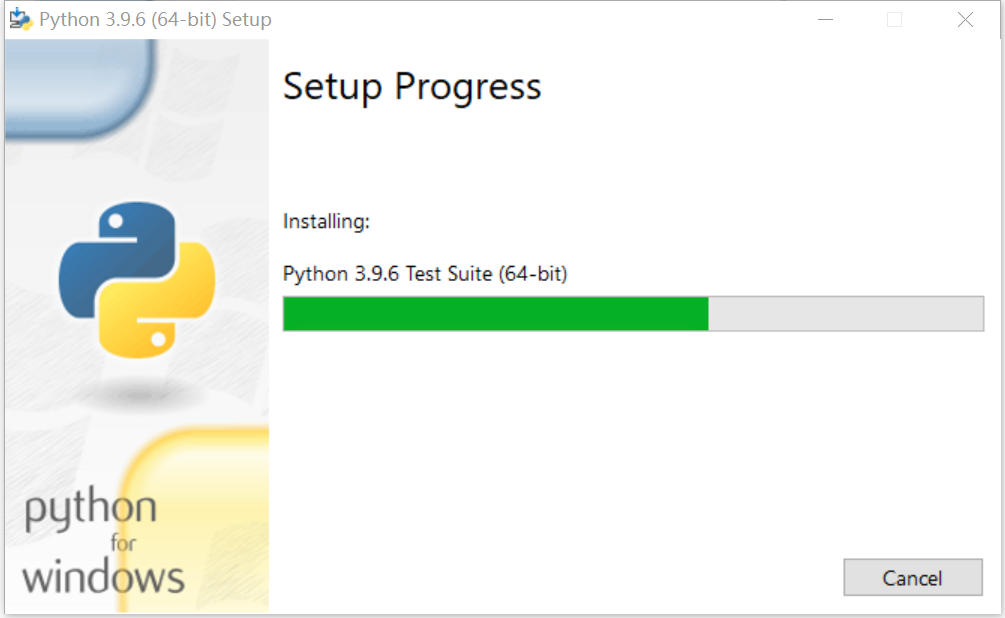 Python 3.9.6 (64-bit) Setup
Setup Progress
Installing:
Python 3.9.6 Test Suite (64-bit)
python
for
windows
Cancel